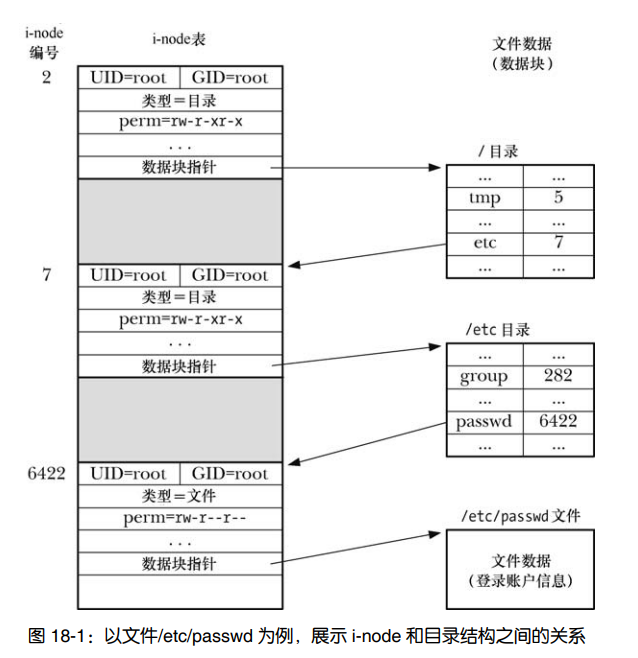 i-node
编号
i-node表
文件数据
(数据块)
2
UID=root GID=root
类型=目录
perm=rw-r-xr-x
...
数据块指针
/ 目录
... ...
tmp 5
... ...
etc 7
... ...
7
UID=root GID=root
类型=目录
perm=rw-r-xr-x
...
数据块指针
/etc 目录
... ...
group 282
... ...
passwd 6422
... ...
6422
UID=root GID=root
类型=文件
perm=rw-r--r--
...
数据块指针
/etc/passwd 文件
文件数据
(登录账户信息)
图 18-1：以文件/etc/passwd 为例，展示 i-node 和目录结构之间的关系